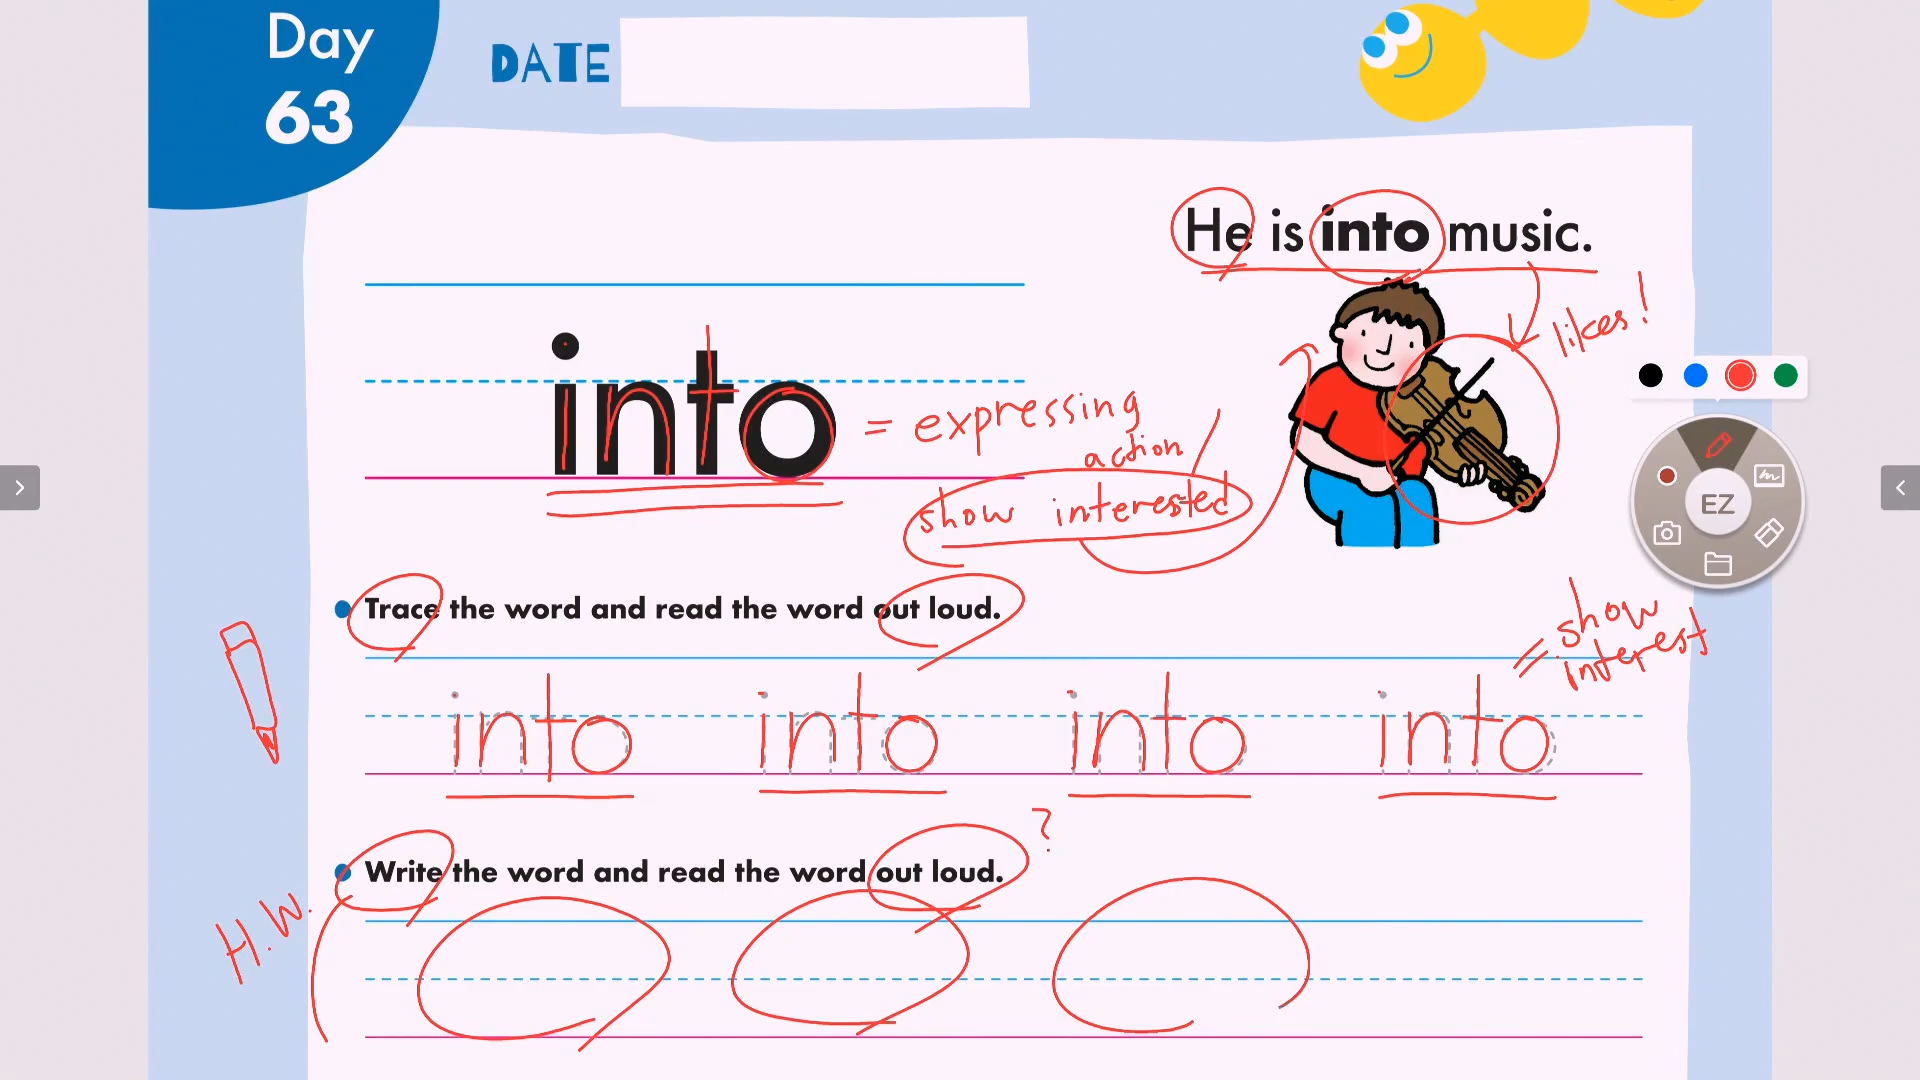 Day
63
DATE
He is into music.
likes!
into = expressing
action
show interested
EZ
Trace the word and read the word out loud.
= show
interest
into into into into
?
Write the word and read the word out loud.
H.W.